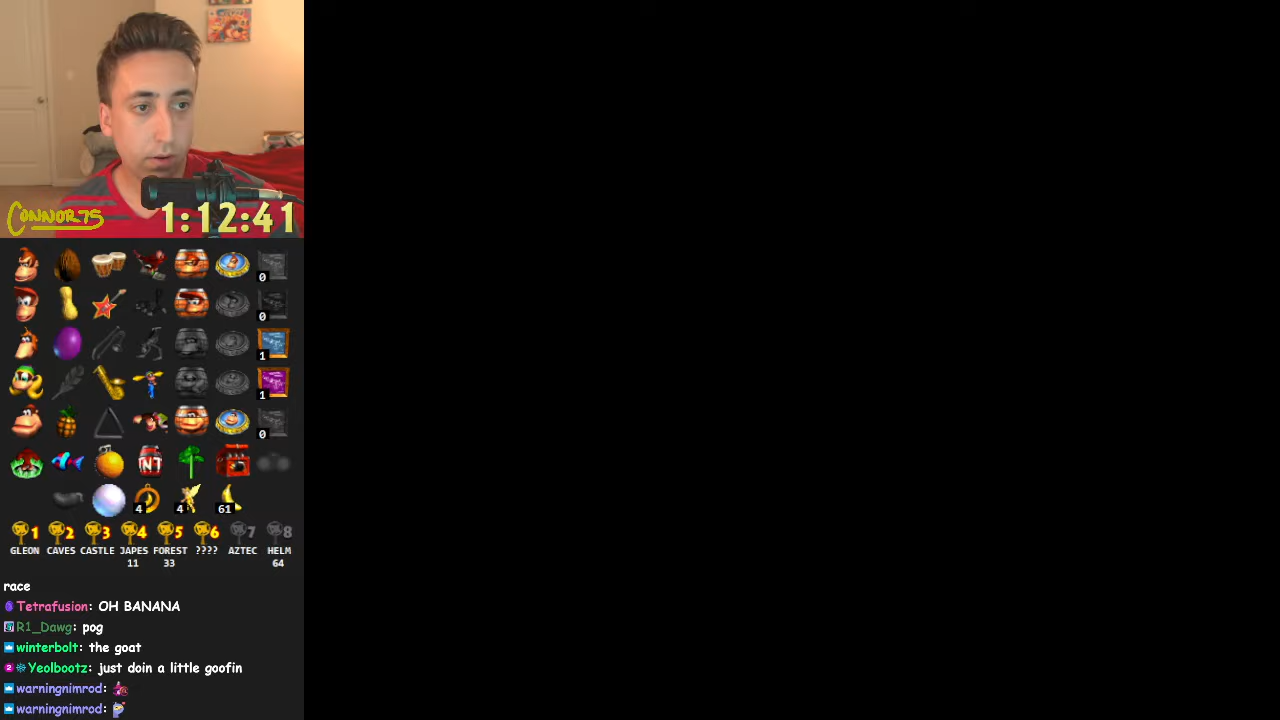 CONNOR75
1:12:41
0
0
1
1
0
NT
4 4 61
1 2 3 4 5 6 7 8
GLEON CAVES CASTLE JAPES FOREST ???? AZTEC HELM
11 33 64
race
Tetrafusion: OH BANANA
R1_Dawg: pog
winterbolt: the goat
2 Yeolbootz: just doin a little goofin
warningnimrod:
warningnimrod: